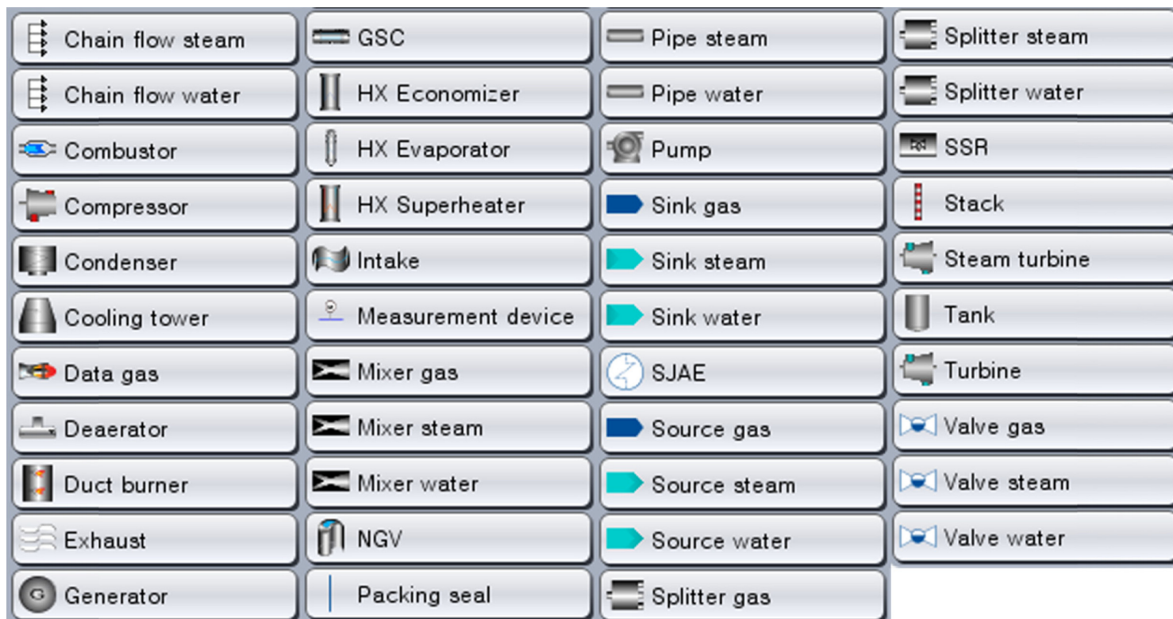 Chain flow steam
Chain flow water
Combustor
Compressor
Condenser
Cooling tower
Data gas
Deaerator
Duct burner
Exhaust
G Generator
GSC
HX Economizer
HX Evaporator
HX Superheater
Intake
Measurement device
Mixer gas
Mixer steam
Mixer water
NGV
Packing seal
Pipe steam
Pipe water
Pump
Sink gas
Sink steam
Sink water
SJAE
Source gas
Source steam
Source water
Splitter gas
Splitter steam
Splitter water
SSR
Stack
Steam turbine
Tank
Turbine
Valve gas
Valve steam
Valve water